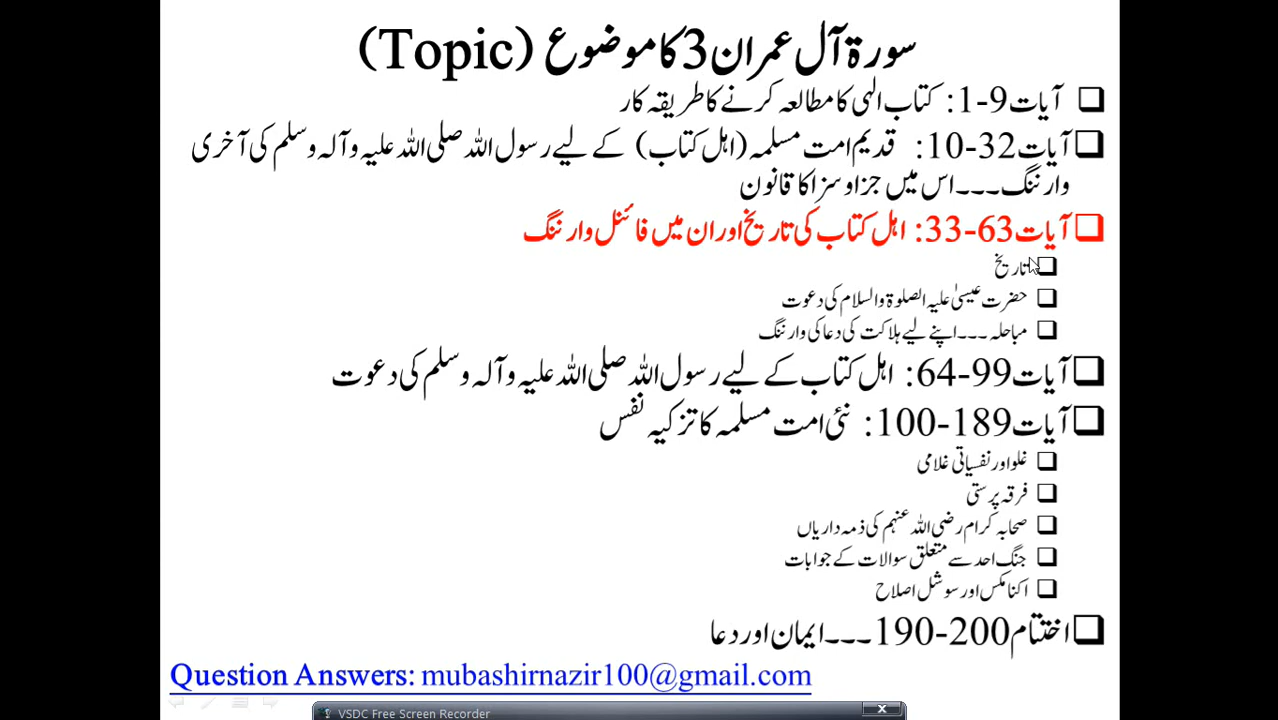 سورۃ آل عمران 3 کا موضوع (Topic)
آیات 9-1: کتاب الٰہی کا مطالعہ کرنے کا طریقہ کار
آیات 32-10: قدیم امت مسلمہ (اہل کتاب) کے لیے رسول اللہ صلی اللہ علیہ وآلہ وسلم کی آخری
وارننگ۔۔۔اس میں جزا و سزا کا قانون
آیات 63-33: اہل کتاب کی تاریخ اور ان میں فائنل وارننگ
تاریخ
حضرت عیسیٰ علیہ الصلوۃ والسلام کی دعوت
مباحلہ ۔۔۔اپنے لیے ہلاکت کی دعا کی وارننگ
آیات 99-64: اہل کتاب کے لیے رسول اللہ صلی اللہ علیہ وآلہ وسلم کی دعوت
آیات 189-100: نئی امت مسلمہ کا تزکیہ نفس
غلو اور نفسیاتی غلامی
فرقہ پرستی
صحابہ کرام رضی اللہ عنہم کی ذمہ داریاں
جنگ احد سے متعلق سوالات کے جوابات
اکنامکس اور سوشل اصلاح
اختتام 200-190۔۔۔ایمان اور دعا
Question Answers: mubashirnazir100@gmail.com
VSDC Free Screen Recorder